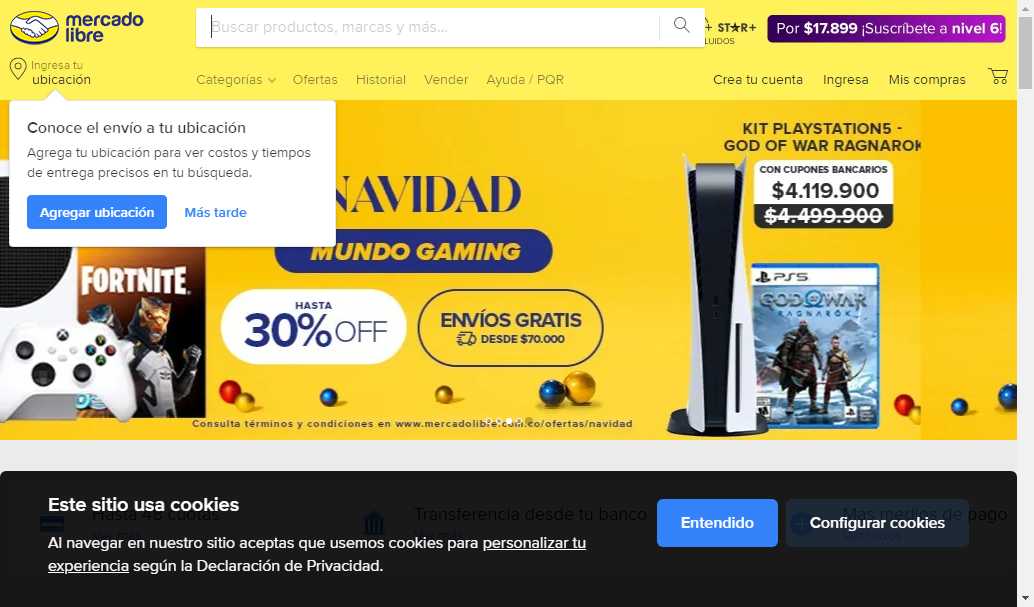 mercado
libre
Buscar productos, marcas y más...
+ STAR+
LUIDOS
Por $17.899 ¡Suscríbete a nivel 6!
Ingresa tu
ubicación
Categorías
Ofertas
Historial
Vender
Ayuda / PQR
Crea tu cuenta
Ingresa
Mis compras
Conoce el envío a tu ubicación
Agrega tu ubicación para ver costos y tiempos
de entrega precisos en tu búsqueda.
Agregar ubicación
Más tarde
NAVIDAD
MUNDO GAMING
FORTNITE
HASTA
30% OFF
ENVÍOS GRATIS
DESDE $70.000
KIT PLAYSTATION5 -
GOD OF WAR RAGNAROK
CON CUPONES BANCARIOS
$4.119.900
$4.499.900
PS5
GOD OF WAR
RAGNARÖK
Consulta términos y condiciones en www.mercadolibre.com.co/ofertas/navidad
Este sitio usa cookies
Al navegar en nuestro sitio aceptas que usemos cookies para personalizar tu
experiencia según la Declaración de Privacidad.
Entendido
Configurar cookies
Hasta 48 cuotas
Transferencia desde tu banco
Más medios de pago
Ver todos